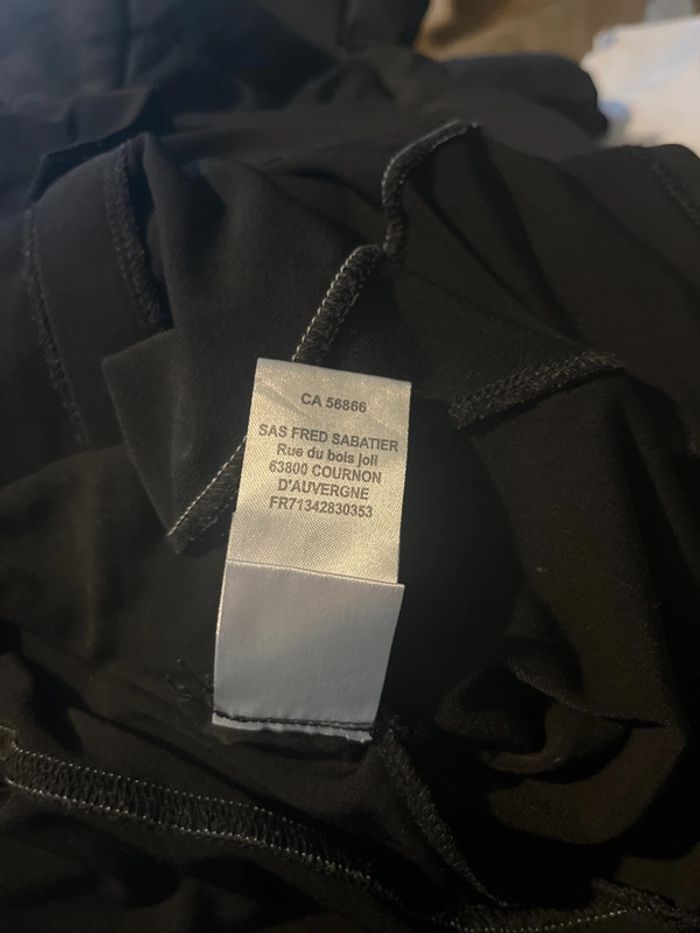 CA 56866
SAS FRED SABATIER
Rue du bois joli
63800 COURNON
D'AUVERGNE
FR71342830353